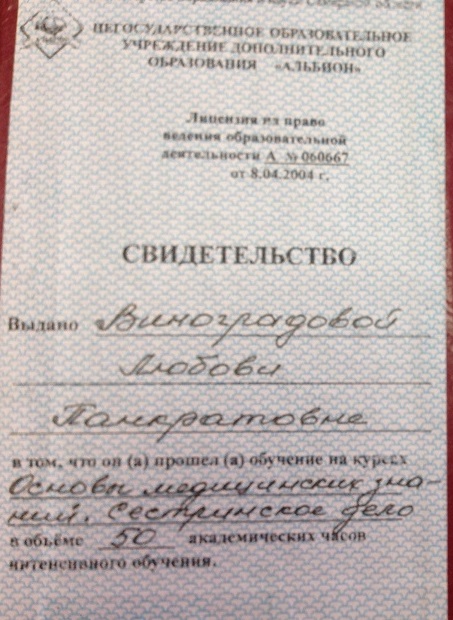 НЕГОСУДАРСТВЕННОЕ ОБРАЗОВАТЕЛЬНОЕ
УЧРЕЖДЕНИЕ ДОПОЛНИТЕЛЬНОГО
ОБРАЗОВАНИЯ «АЛЬБИОН»
Лицензия на право
ведения образовательной
деятельности А № 060667
от 8.04.2004 г.
СВИДЕТЕЛЬСТВО
Выдано Виноградовой
Любови
Панкратовне
в том, что он (а) прошел (а) обучение на курсах
Основы медицинских зна-
ний. Сестринское дело
в объёме 50 академических часов
интенсивного обучения.